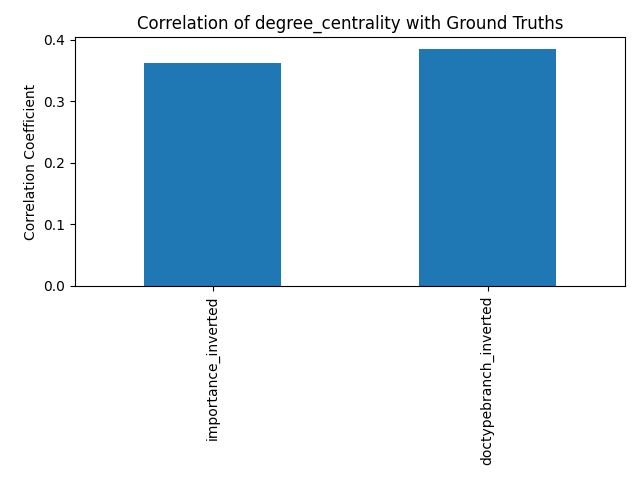 Correlation of degree_centrality with Ground Truths
Correlation Coefficient
0.4
0.3
0.2
0.1
0.0
importance_inverted
doctypebranch_inverted